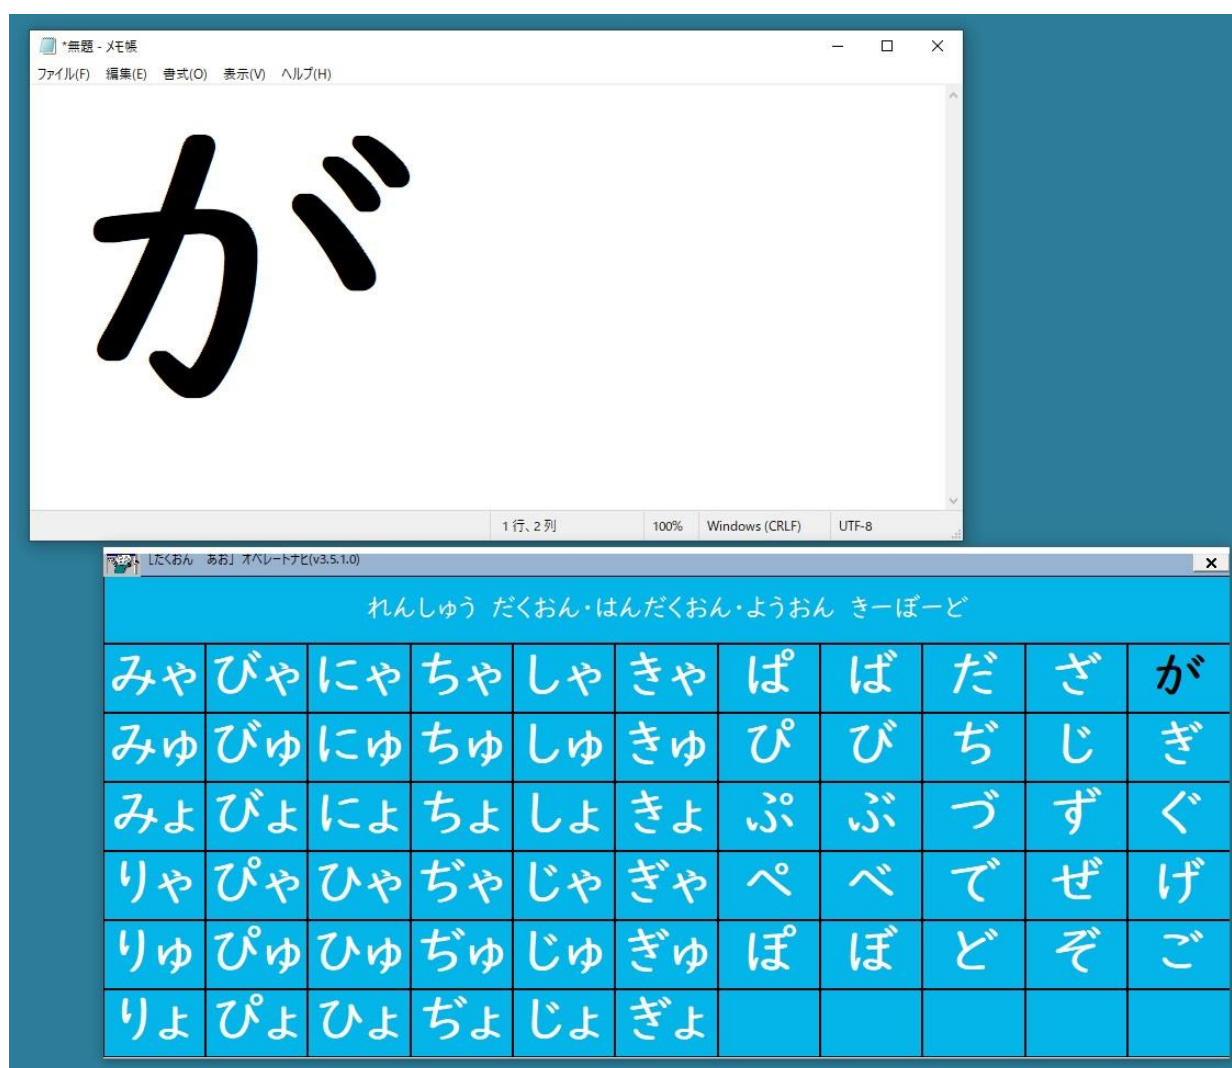 *無題 - メモ帳
ファイル(F) 編集(E) 書式(O) 表示(V) ヘルプ(H)
が
1 行、2 列 100% Windows (CRLF) UTF-8
[だくおん あお] オペレートナビ(v3.5.1.0)
れんしゅう だくおん・はんだくおん・ようおん きーぼーど
みゃ びゃ にゃ ちゃ しゃ きゃ ぱ ば だ ざ が
みゅ びゅ にゅ ちゅ しゅ きゅ ぴ び ぢ じ ぎ
みょ びょ にょ ちょ しょ きょ ぷ ぶ づ ず ぐ
りゃ ぴゃ ひゃ ぢゃ じゃ ぎゃ ぺ べ で ぜ げ
りゅ ぴゅ ひゅ ぢゅ じゅ ぎゅ ぽ ぼ ど ぞ ご
りょ ぴょ ひょ ぢょ じょ ぎょ